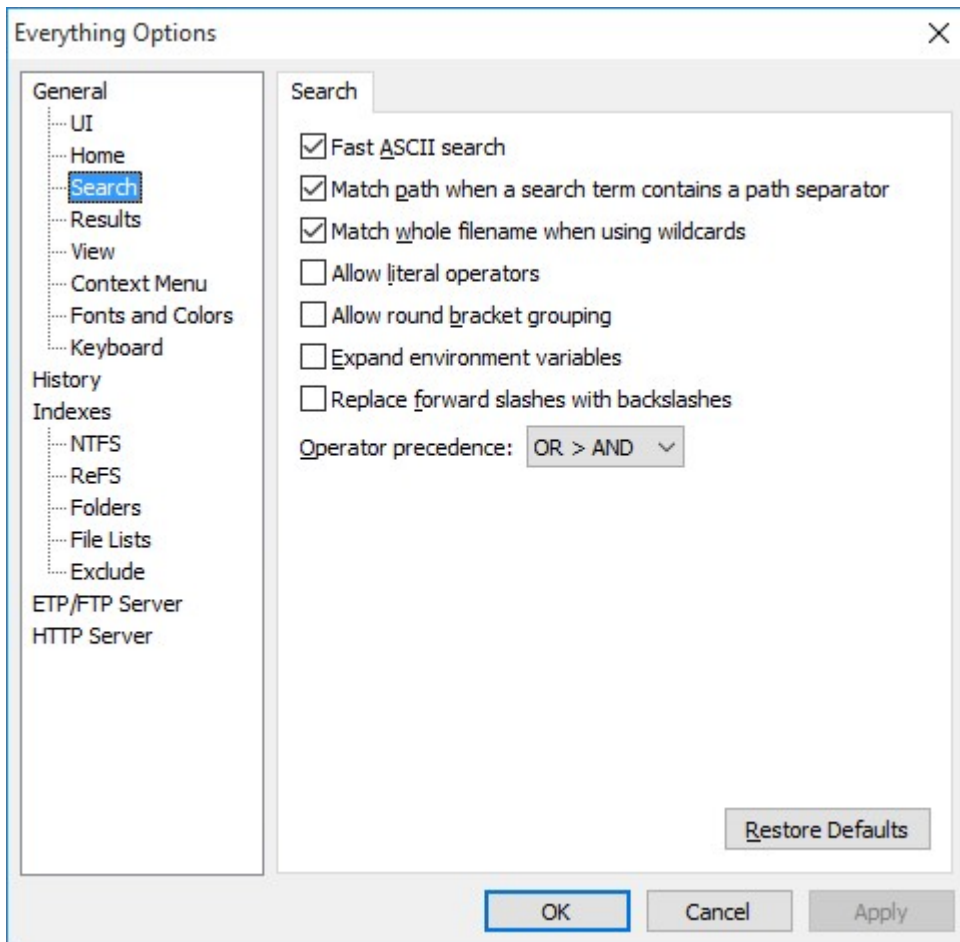 Everything Options
General
UI
Home
Search
Results
View
Context Menu
Fonts and Colors
Keyboard
History
Indexes
NTFS
ReFS
Folders
File Lists
Exclude
ETP/FTP Server
HTTP Server
Search
Fast ASCII search
Match path when a search term contains a path separator
Match whole filename when using wildcards
Allow literal operators
Allow round bracket grouping
Expand environment variables
Replace forward slashes with backslashes
Operator precedence: OR > AND
Restore Defaults
OK Cancel Apply